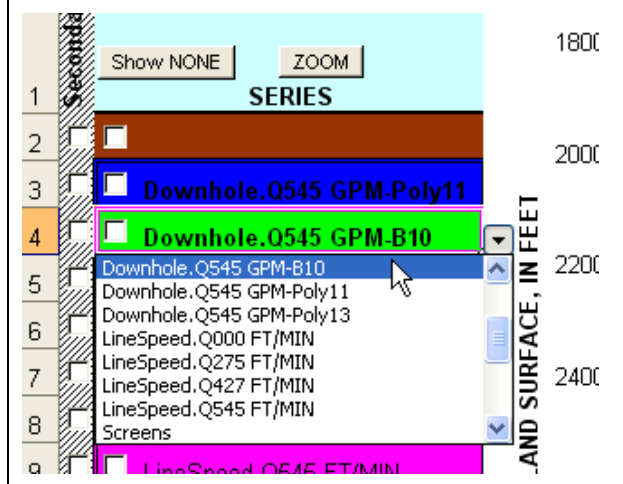 Seconda
Show NONE
ZOOM
1
SERIES
2
3
Downhole.Q545 GPM-Poly11
4
Downhole.Q545 GPM-B10
5
6
7
8
9
Downhole.Q545 GPM-B10
Downhole.Q545 GPM-Poly11
Downhole.Q545 GPM-Poly13
LineSpeed.Q000 FT/MIN
LineSpeed.Q275 FT/MIN
LineSpeed.Q427 FT/MIN
LineSpeed.Q545 FT/MIN
Screens
LineSpeed.Q545 FT/MIN
AND SURFACE, IN FEET
1800
2000
2200
2400